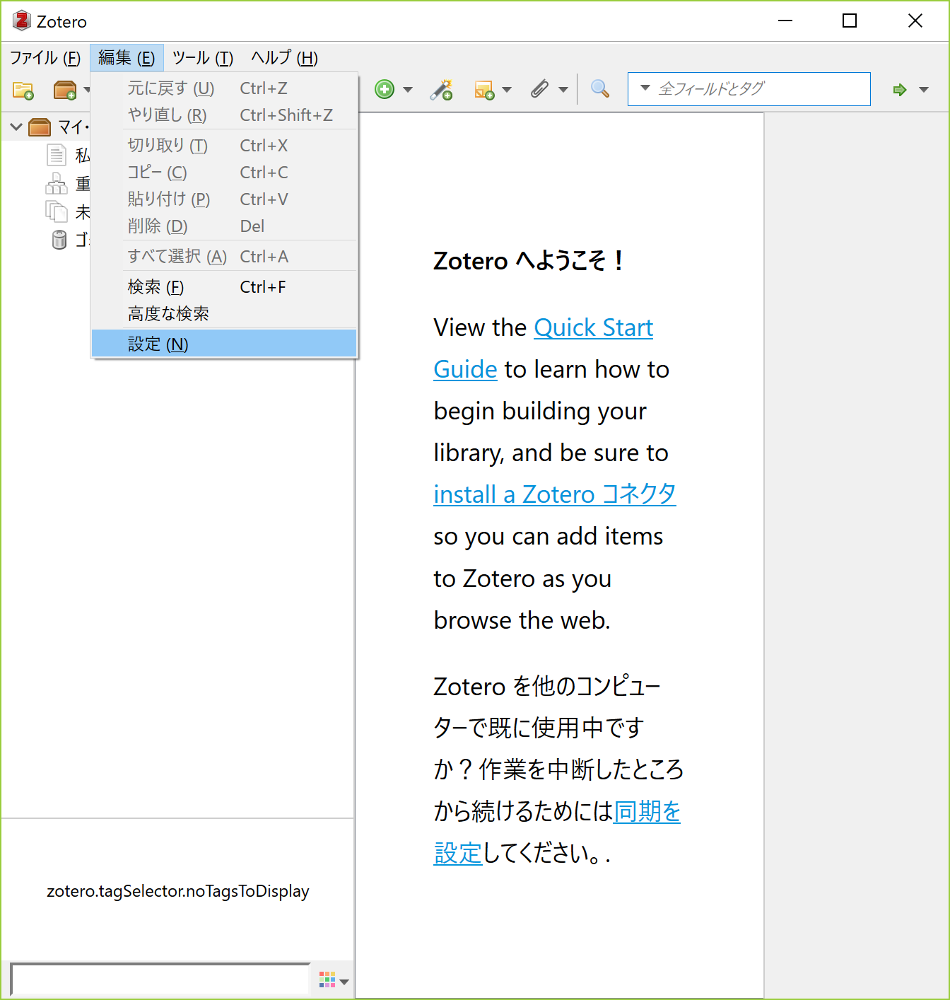 Zotero
ファイル (F) 編集 (E) ツール (T) ヘルプ (H)
元に戻す (U) Ctrl+Z
やり直し (R) Ctrl+Shift+Z
切り取り (T) Ctrl+X
コピー (C) Ctrl+C
貼り付け (P) Ctrl+V
削除 (D) Del
すべて選択 (A) Ctrl+A
検索 (F) Ctrl+F
高度な検索
設定 (N)
全フィールドとタグ
マイ・
私
重
未
ゴ
Zotero へようこそ！
View the Quick Start
Guide to learn how to
begin building your
library, and be sure to
install a Zotero コネクタ
so you can add items
to Zotero as you
browse the web.
Zotero を他のコンピュー
ターで既に使用中です
か？作業を中断したところ
から続けるためには同期を
設定してください。.
zotero.tagSelector.noTagsToDisplay